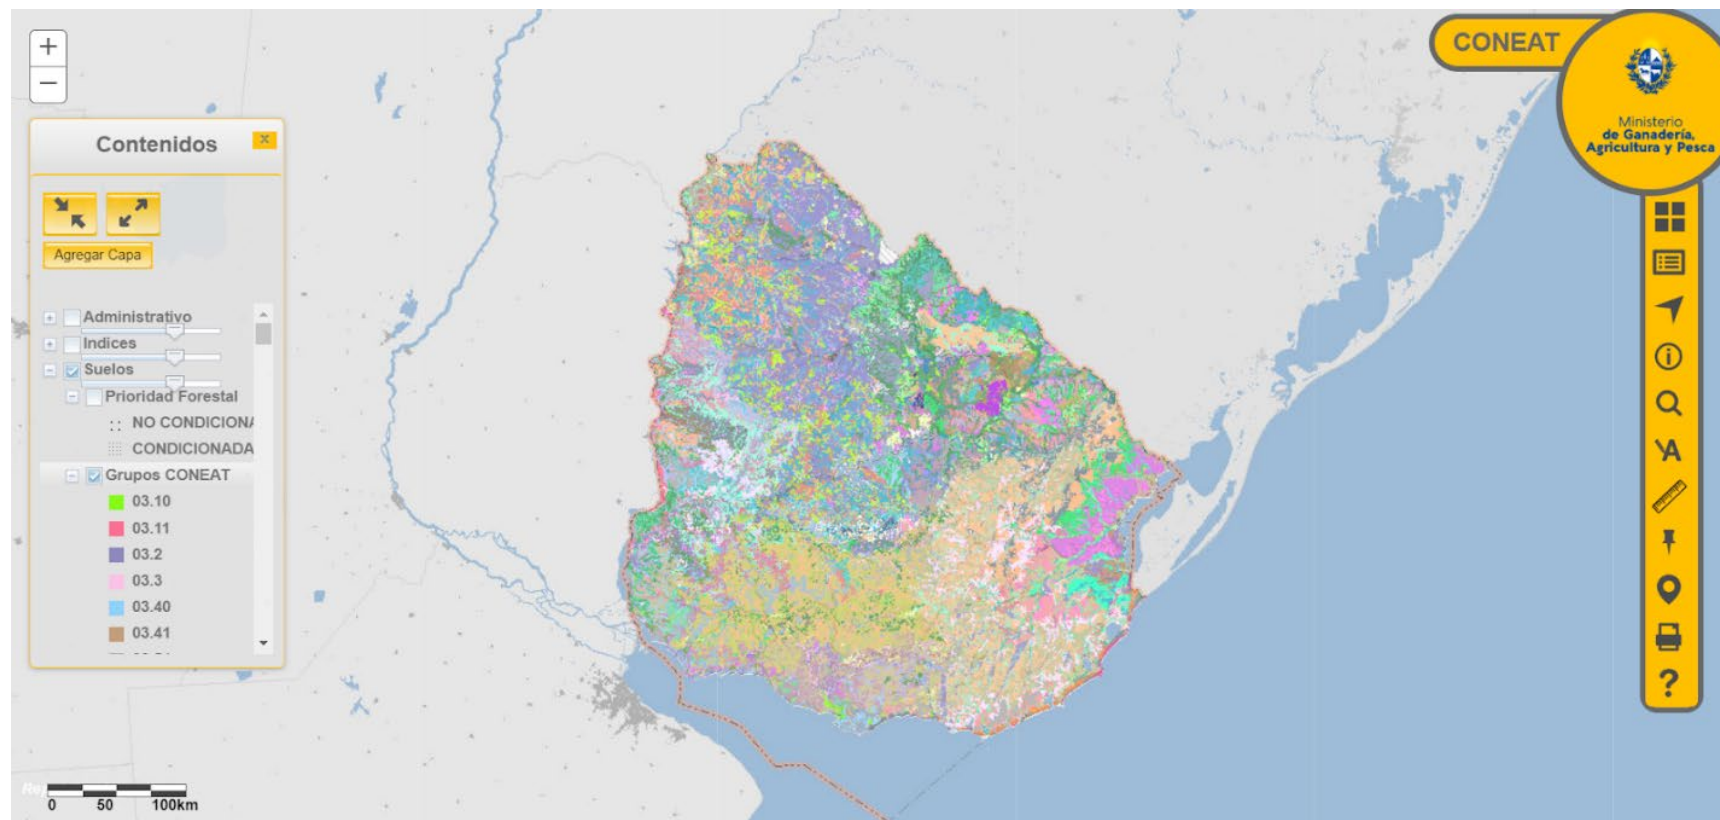 +
−
CONEAT
Ministerio
de Ganadería,
Agricultura y Pesca
Contenidos
x
Agregar Capa
Administrativo
Indices
Suelos
Prioridad Forestal
NO CONDICIONA
CONDICIONADA
Grupos CONEAT
03.10
03.11
03.2
03.3
03.40
03.41
A
?
0 50 100km